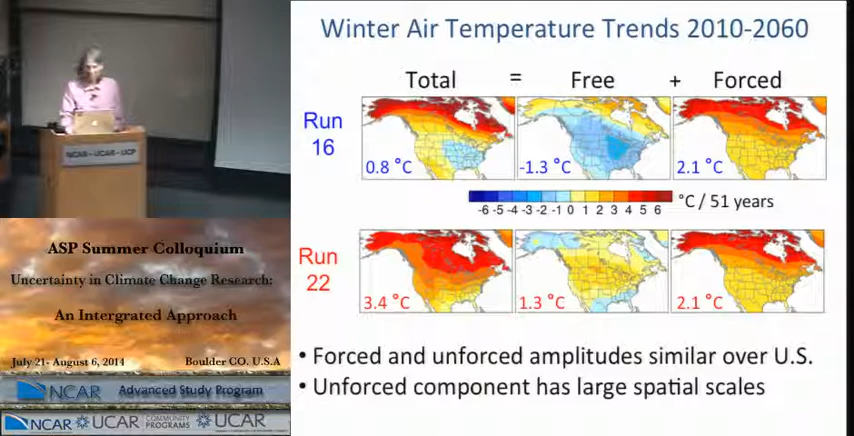 Winter Air Temperature Trends 2010-2060
Total = Free + Forced
Run
16
0.8 °C
-1.3 °C
2.1 °C
-6 -5 -4 -3 -2 -1 0 1 2 3 4 5 6
°C / 51 years
Run
22
3.4 °C
1.3 °C
2.1 °C
• Forced and unforced amplitudes similar over U.S.
• Unforced component has large spatial scales
NCAR-UCAR-UCP
ASP Summer Colloquium
Uncertainty in Climate Change Research:
An Intergrated Approach
July 21- August 6, 2014 Boulder CO. U.S.A
NCAR Advanced Study Program
NCAR UCAR COMMUNITY PROGRAMS UCAR